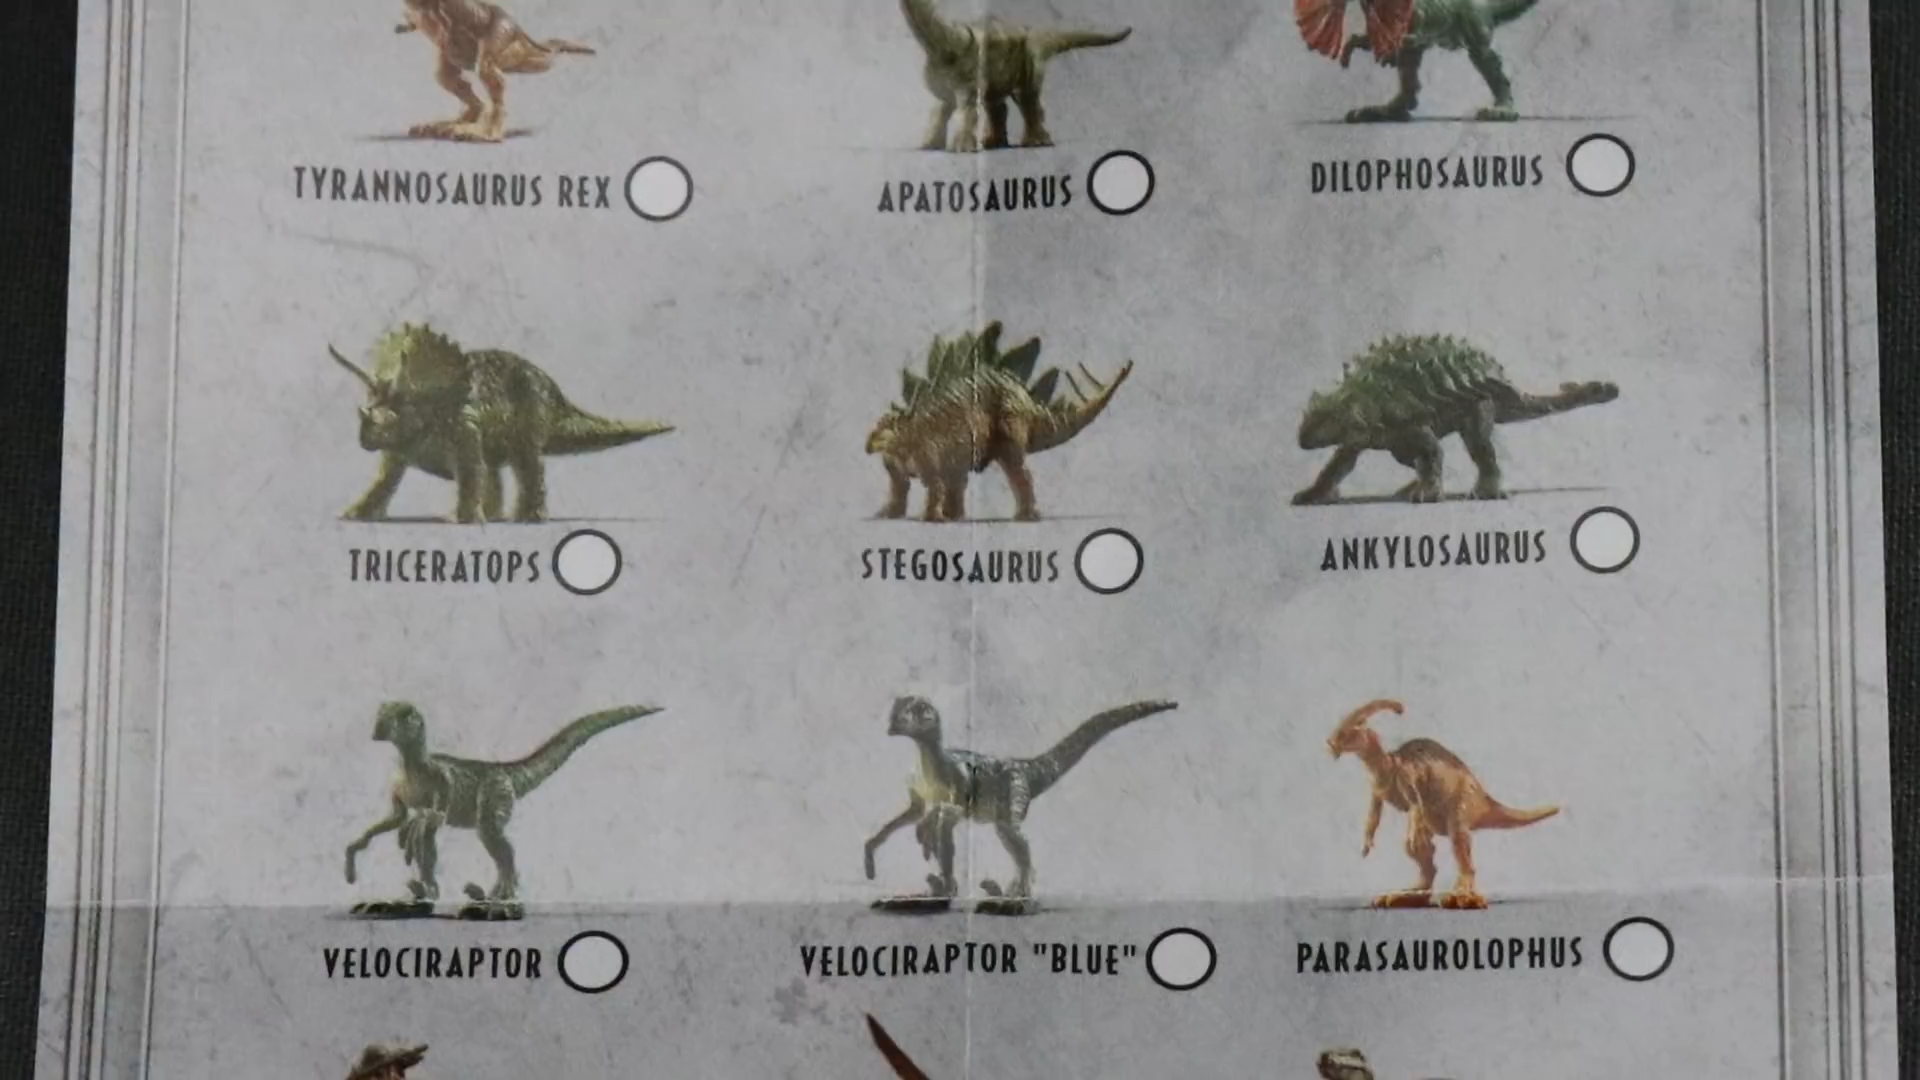 TYRANNOSAURUS REX
APATOSAURUS
DILOPHOSAURUS
TRICERATOPS
STEGOSAURUS
ANKYLOSAURUS
VELOCIRAPTOR
VELOCIRAPTOR "BLUE"
PARASAUROLOPHUS